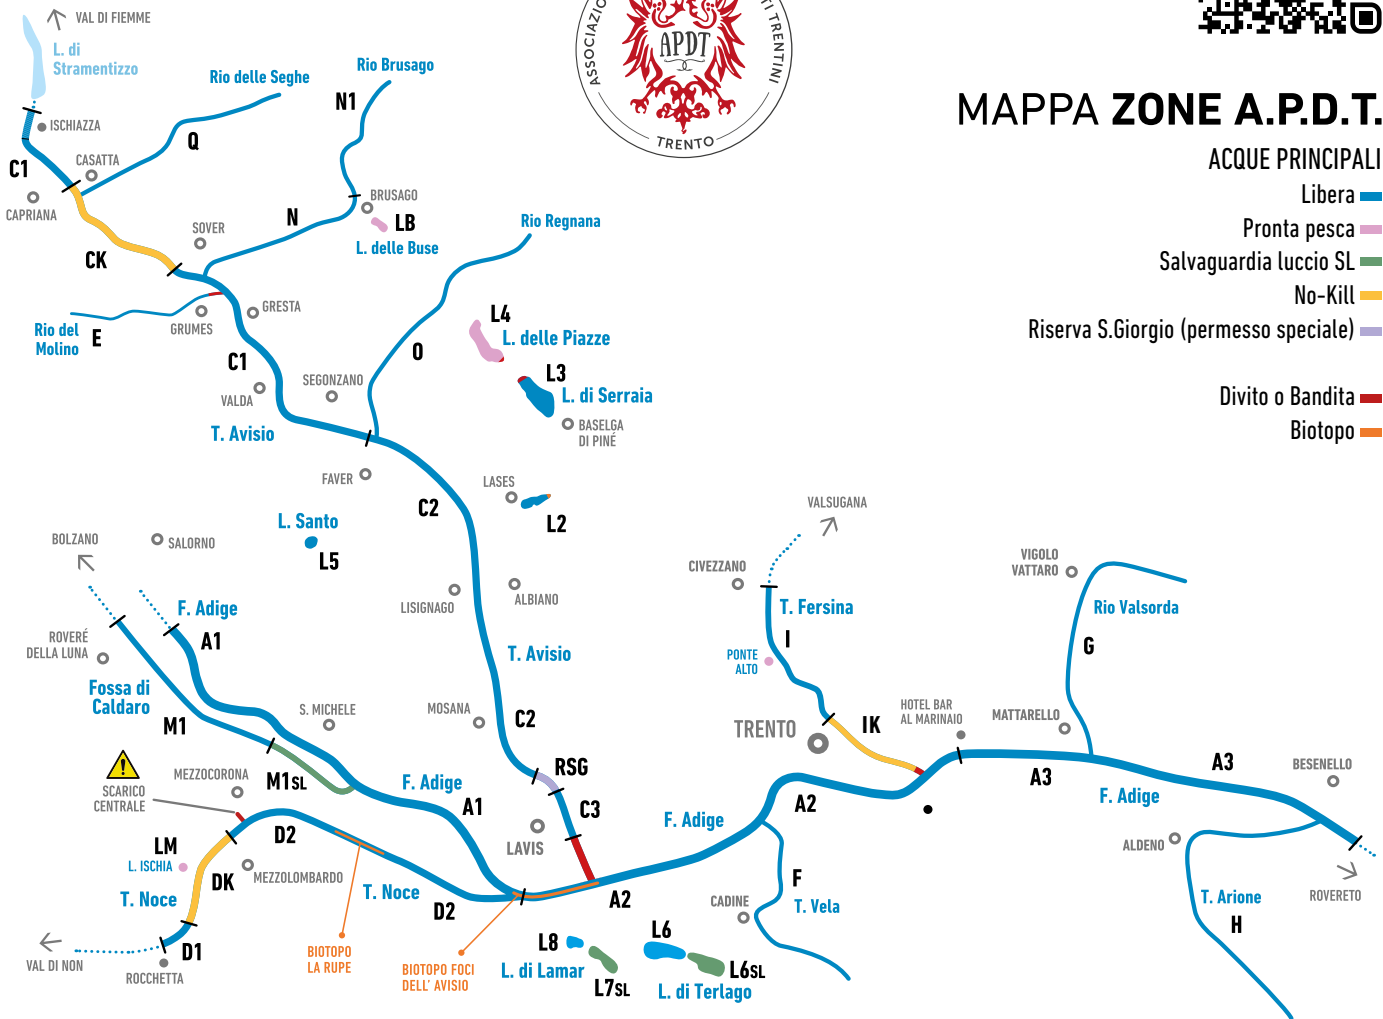 VAL DI FIEMME
L. di
Stramentizzo
ISCHIAZZA
C1
CASATTA
CAPRIANA
Rio delle Seghe
Q
Rio Brusago
N1
N
BRUSAGO
LB
L. delle Buse
SOVER
CK
Rio del
Molino
E
GRUMES
GRESTA
C1
VALDA
SEGONZANO
T. Avisio
FAVER
O
Rio Regnana
L4
L. delle Piazze
L3
L. di Serraia
BASELGA
DI PINÉ
LASES
L2
C2
L. Santo
L5
LISIGNAGO
ALBIANO
T. Avisio
MOSANA
C2
RSG
C3
LAVIS
ASSOCIAZIO
TI TRENTINI
APDT
TRENTO
MAPPA ZONE A.P.D.T.
ACQUE PRINCIPALI
Libera
Pronta pesca
Salvaguardia luccio SL
No-Kill
Riserva S.Giorgio (permesso speciale)
Divito o Bandita
Biotopo
BOLZANO
SALORNO
F. Adige
A1
ROVERÉ
DELLA LUNA
Fossa di
Caldaro
M1
S. MICHELE
M1SL
F. Adige
A1
MEZZOCORONA
SCARICO
CENTRALE
D2
LM
L. ISCHIA
DK
MEZZOLOMBARDO
T. Noce
D1
VAL DI NON
ROCCHETTA
T. Noce
D2
BIOTOPO
LA RUPE
BIOTOPO FOCI
DELL' AVISIO
A2
F. Adige
L8
L. di Lamar
L7SL
L6
L6SL
L. di Terlago
CADINE
F
T. Vela
VALSUGANA
CIVEZZANO
T. Fersina
I
PONTE
ALTO
TRENTO
IK
A2
HOTEL BAR
AL MARINAIO
MATTARELLO
VIGOLO
VATTARO
Rio Valsorda
G
A3
F. Adige
A3
BESENELLO
ALDENO
T. Arione
H
ROVERETO